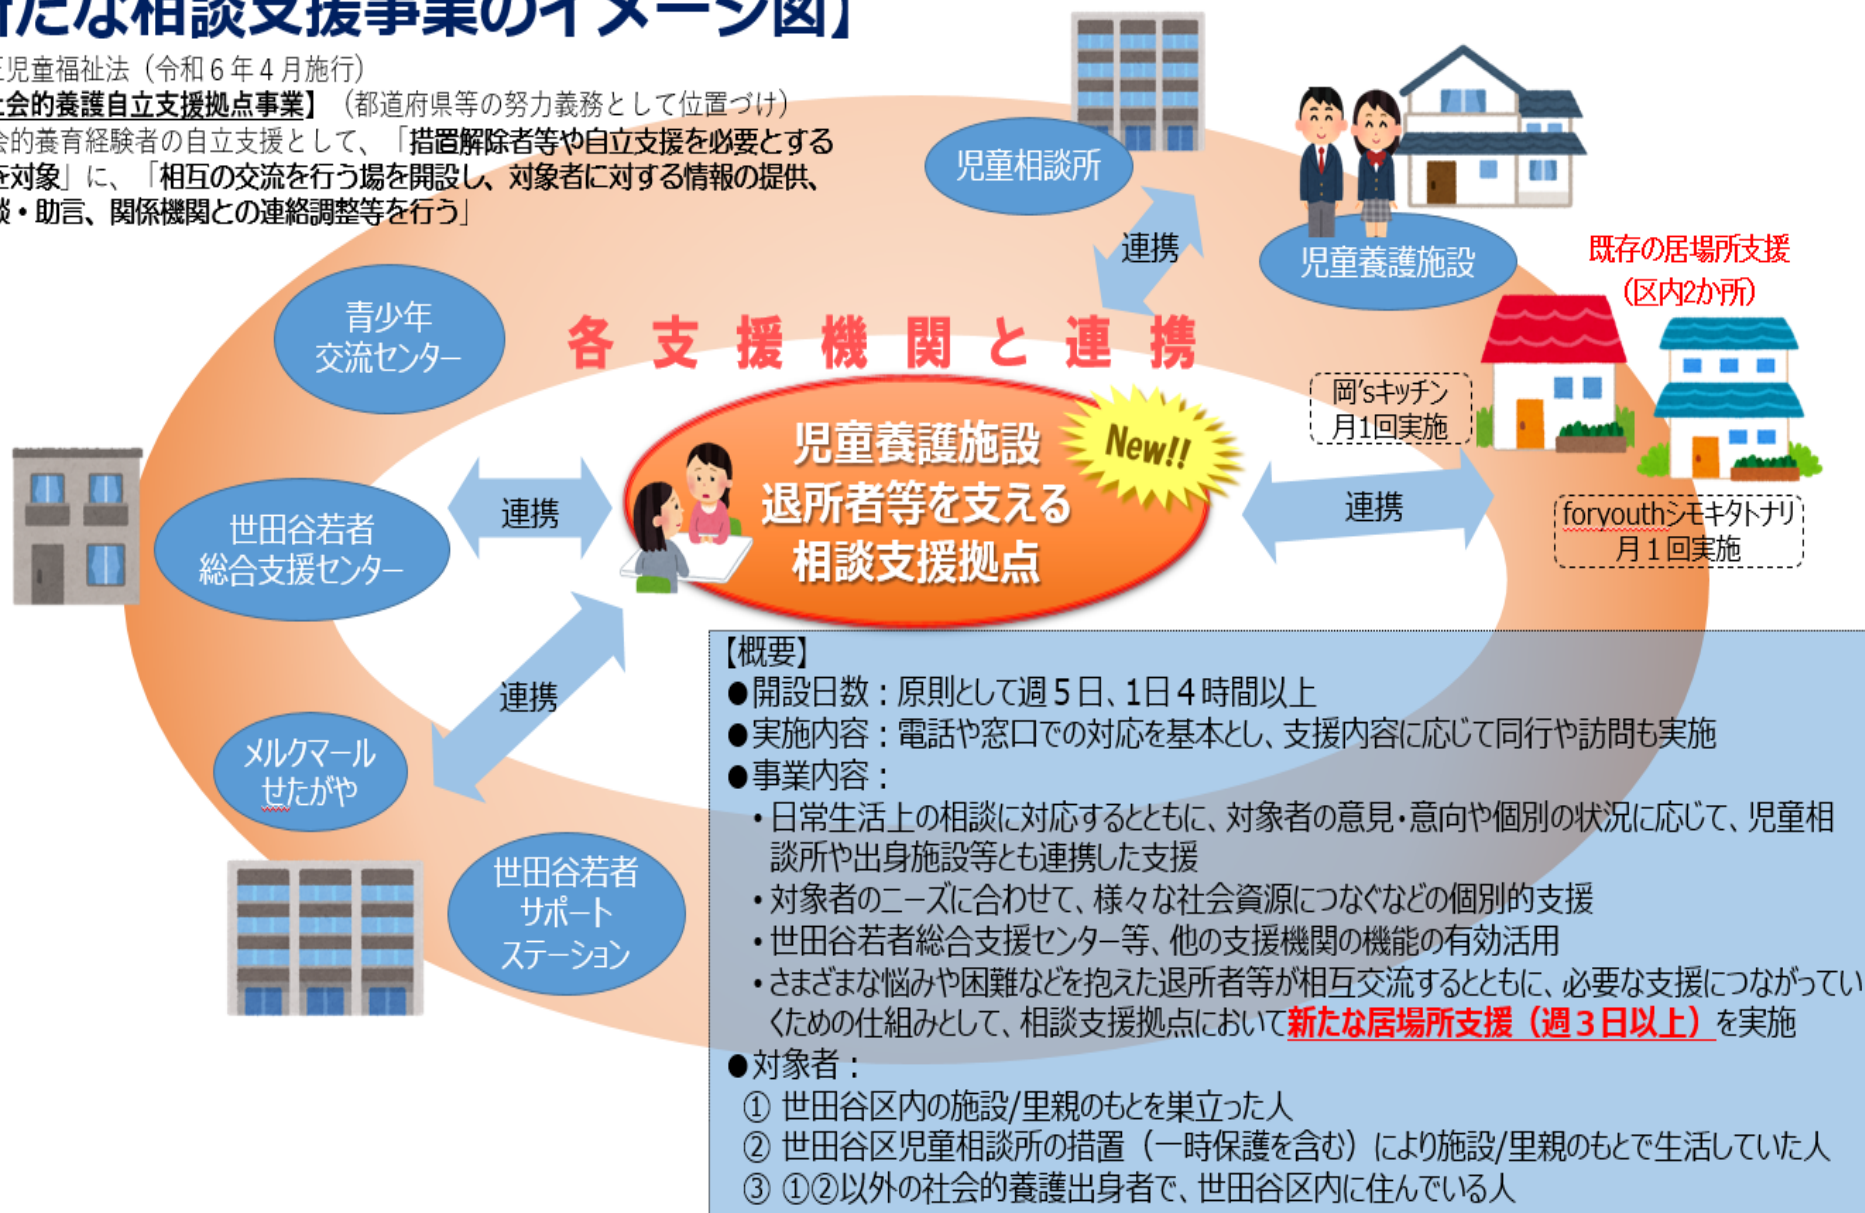 たな相談支援事業のイメージ図】
児童福祉法（令和６年４月施行）
会的養護自立支援拠点事業】（都道府県等の努力義務として位置づけ）
会的養育経験者の自立支援として、「措置解除者等や自立支援を必要とする
を対象」に、「相互の交流を行う場を開設し、対象者に対する情報の提供、
談・助言、関係機関との連絡調整等を行う」
児童相談所
連携
児童養護施設
既存の居場所支援
（区内2か所）
青少年
交流センター
各支援機関と連携
岡'sキッチン
月1回実施
児童養護施設
退所者等を支える
相談支援拠点
New!!
連携
連携
foryouthシモキタトナリ
月１回実施
世田谷若者
総合支援センター
連携
メルクマール
せたがや
世田谷若者
サポート
ステーション
【概要】
●開設日数：原則として週５日、1日４時間以上
●実施内容：電話や窓口での対応を基本とし、支援内容に応じて同行や訪問も実施
●事業内容：
・日常生活上の相談に対応するとともに、対象者の意見・意向や個別の状況に応じて、児童相
談所や出身施設等とも連携した支援
・対象者のニーズに合わせて、様々な社会資源につなぐなどの個別的支援
・世田谷若者総合支援センター等、他の支援機関の機能の有効活用
・さまざまな悩みや困難などを抱えた退所者等が相互交流するとともに、必要な支援につながってい
くための仕組みとして、相談支援拠点において新たな居場所支援（週３日以上）を実施
●対象者：
① 世田谷区内の施設/里親のもとを巣立った人
② 世田谷区児童相談所の措置（一時保護を含む）により施設/里親のもとで生活していた人
③ ①②以外の社会的養護出身者で、世田谷区内に住んでいる人